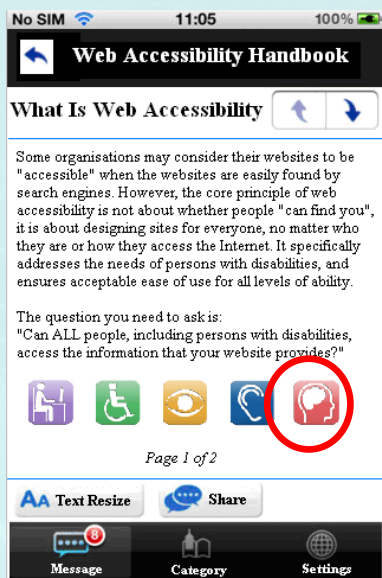 No SIM 11:05 100%
Web Accessibility Handbook
What Is Web Accessibility
Some organisations may consider their websites to be
"accessible" when the websites are easily found by
search engines. However, the core principle of web
accessibility is not about whether people "can find you",
it is about designing sites for everyone, no matter who
they are or how they access the Internet. It specifically
addresses the needs of persons with disabilities, and
ensures acceptable ease of use for all levels of ability.
The question you need to ask is:
"Can ALL people, including persons with disabilities,
access the information that your website provides?"
Page 1 of 2
AA Text Resize Share
8
Message Category Settings